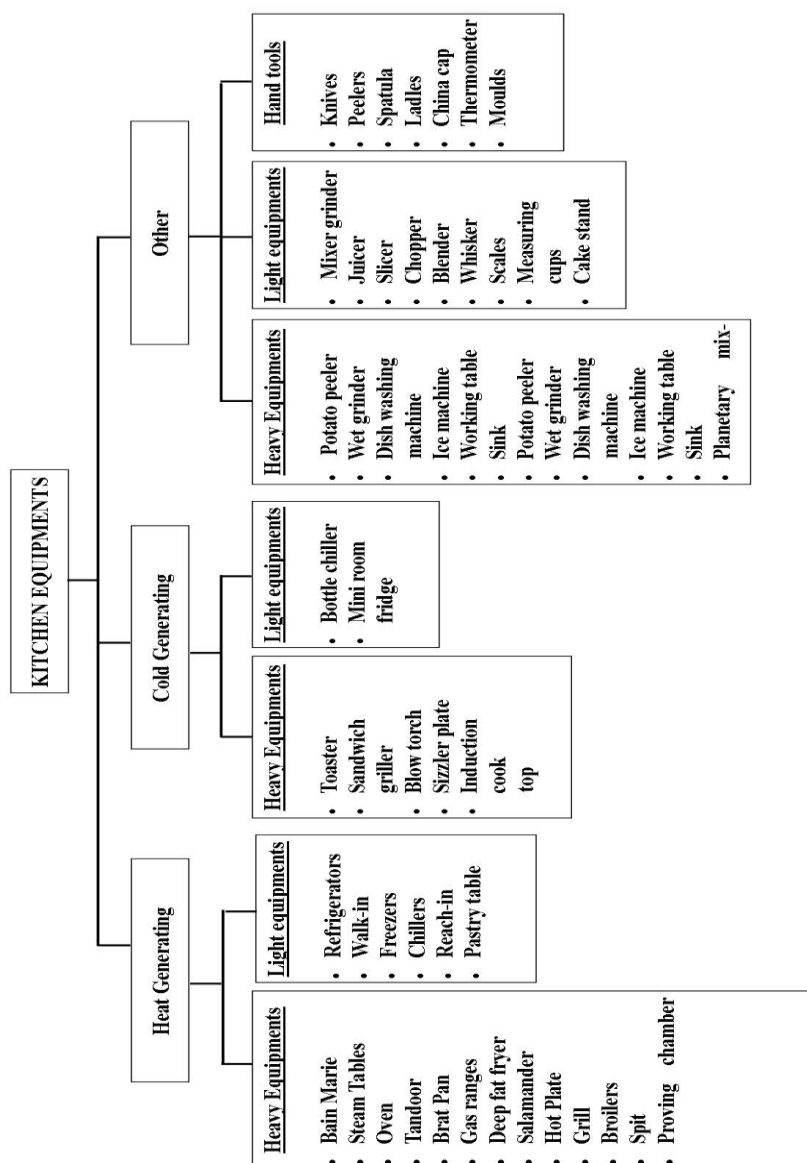 KITCHEN EQUIPMENTS
Heat Generating
Heavy Equipments
• Bain Marie
• Steam Tables
• Oven
• Tandoor
• Brat Pan
• Gas ranges
• Deep fat fryer
• Salamander
• Hot Plate
• Grill
• Broilers
• Spit
• Proving chamber
Light equipments
• Refrigerators
• Walk-in
• Freezers
• Chillers
• Reach-in
• Pastry table
Cold Generating
Heavy Equipments
• Toaster
• Sandwich
griller
• Blow torch
• Sizzler plate
• Induction
cook
top
Light equipments
• Bottle chiller
• Mini room
fridge
Other
Heavy Equipments
• Potato peeler
• Wet grinder
• Dish washing
machine
• Ice machine
• Working table
• Sink
• Potato peeler
• Wet grinder
• Dish washing
machine
• Ice machine
• Working table
• Sink
• Planetary mix-
Light equipments
• Mixer grinder
• Juicer
• Slicer
• Chopper
• Blender
• Whisker
• Scales
• Measuring
cups
• Cake stand
Hand tools
• Knives
• Peelers
• Spatula
• Ladles
• China cap
• Thermometer
• Moulds